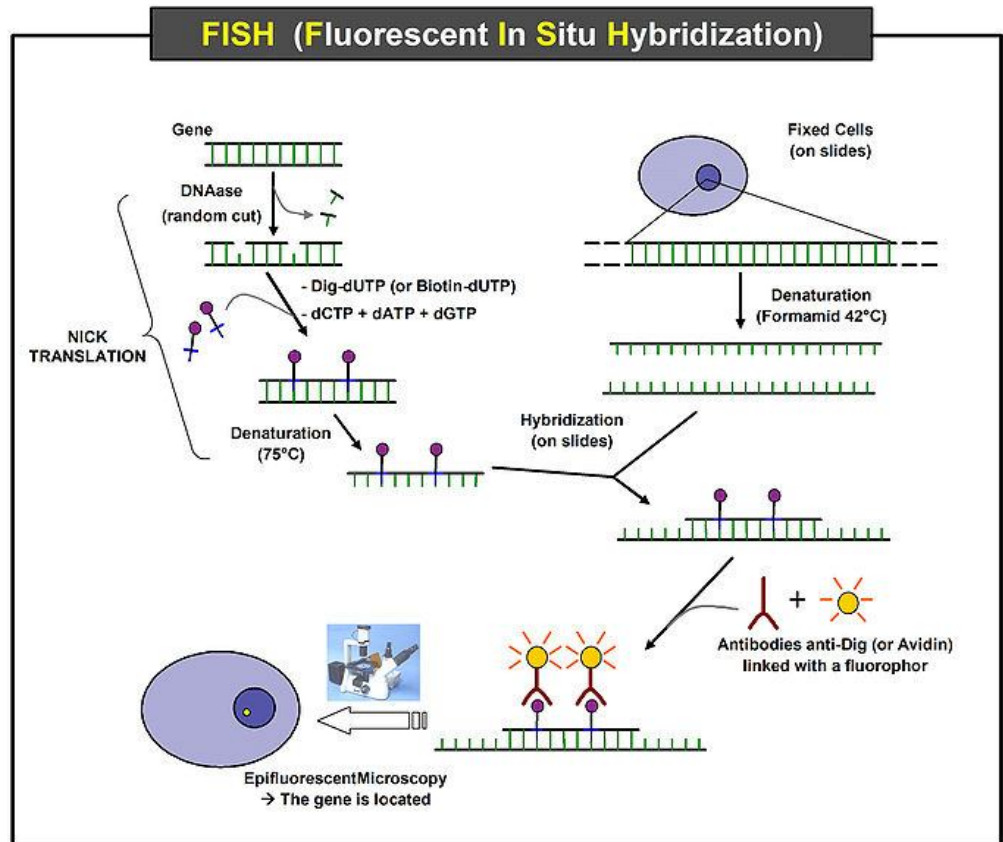 FISH (Fluorescent In Situ Hybridization)
Gene
DNAase
(random cut)
- Dig-dUTP (or Biotin-dUTP)
- dCTP + dATP + dGTP
NICK
TRANSLATION
Denaturation
(75°C)
Fixed Cells
(on slides)
Denaturation
(Formamid 42°C)
Hybridization
(on slides)
+
Antibodies anti-Dig (or Avidin)
linked with a fluorophor
EpifluorescentMicroscopy
→ The gene is located